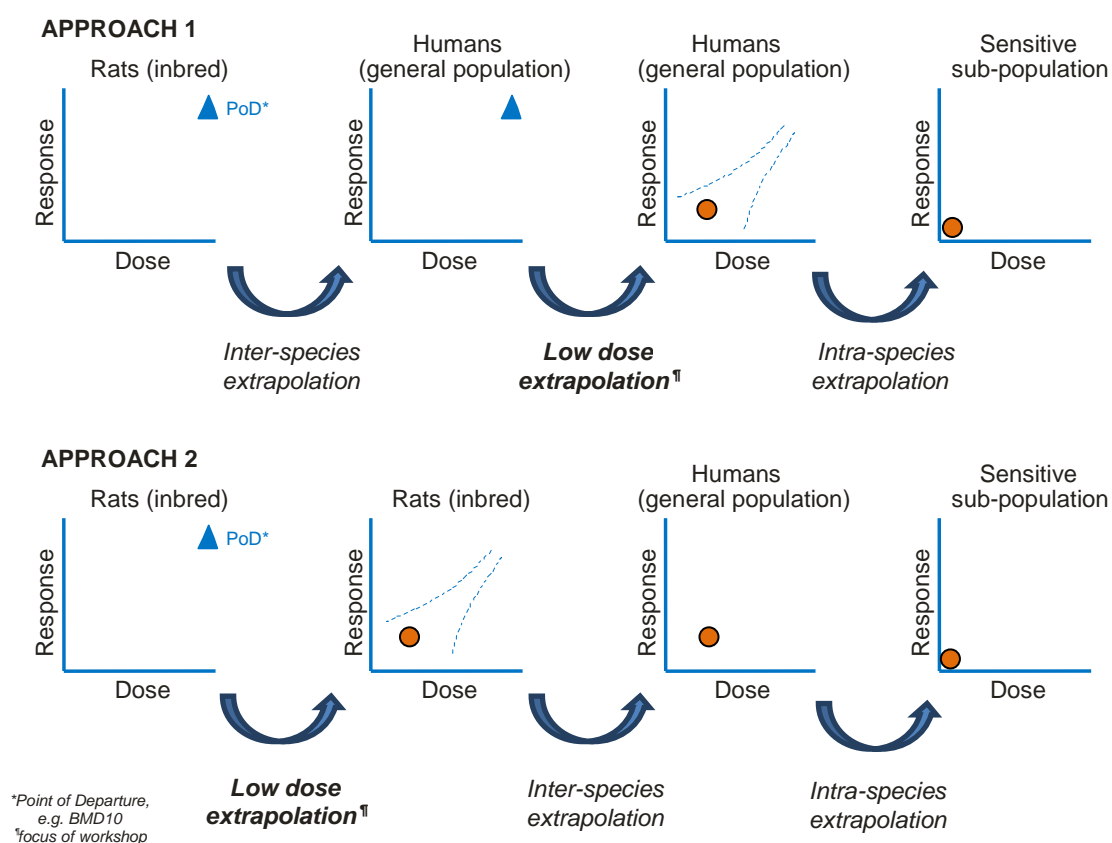 APPROACH 1
Rats (inbred)
Humans
(general population)
Humans
(general population)
Sensitive
sub-population
PoD*
Response
Response
Response
Response
Dose
Dose
Dose
Dose
Inter-species
extrapolation
Low dose
extrapolation¶
Intra-species
extrapolation
APPROACH 2
Rats (inbred)
Rats (inbred)
Humans
(general population)
Sensitive
sub-population
PoD*
Response
Response
Response
Response
Dose
Dose
Dose
Dose
Low dose
extrapolation¶
Inter-species
extrapolation
Intra-species
extrapolation
*Point of Departure,
e.g. BMD10
¶focus of workshop